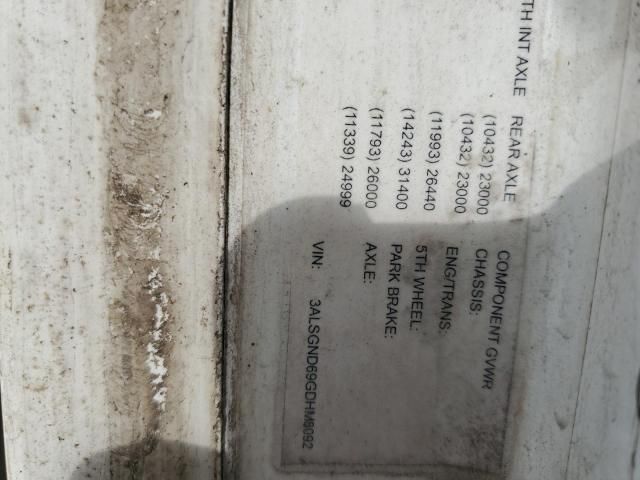 TH INT AXLE REAR AXLE COMPONENT GVWR
(10432) 23000 CHASSIS:
(10432) 23000 ENG/TRANS:
(11993) 26440 5TH WHEEL:
(14243) 31400 PARK BRAKE:
(11793) 26000 AXLE:
(11339) 24999
VIN: 3ALSGND69GDHM9092